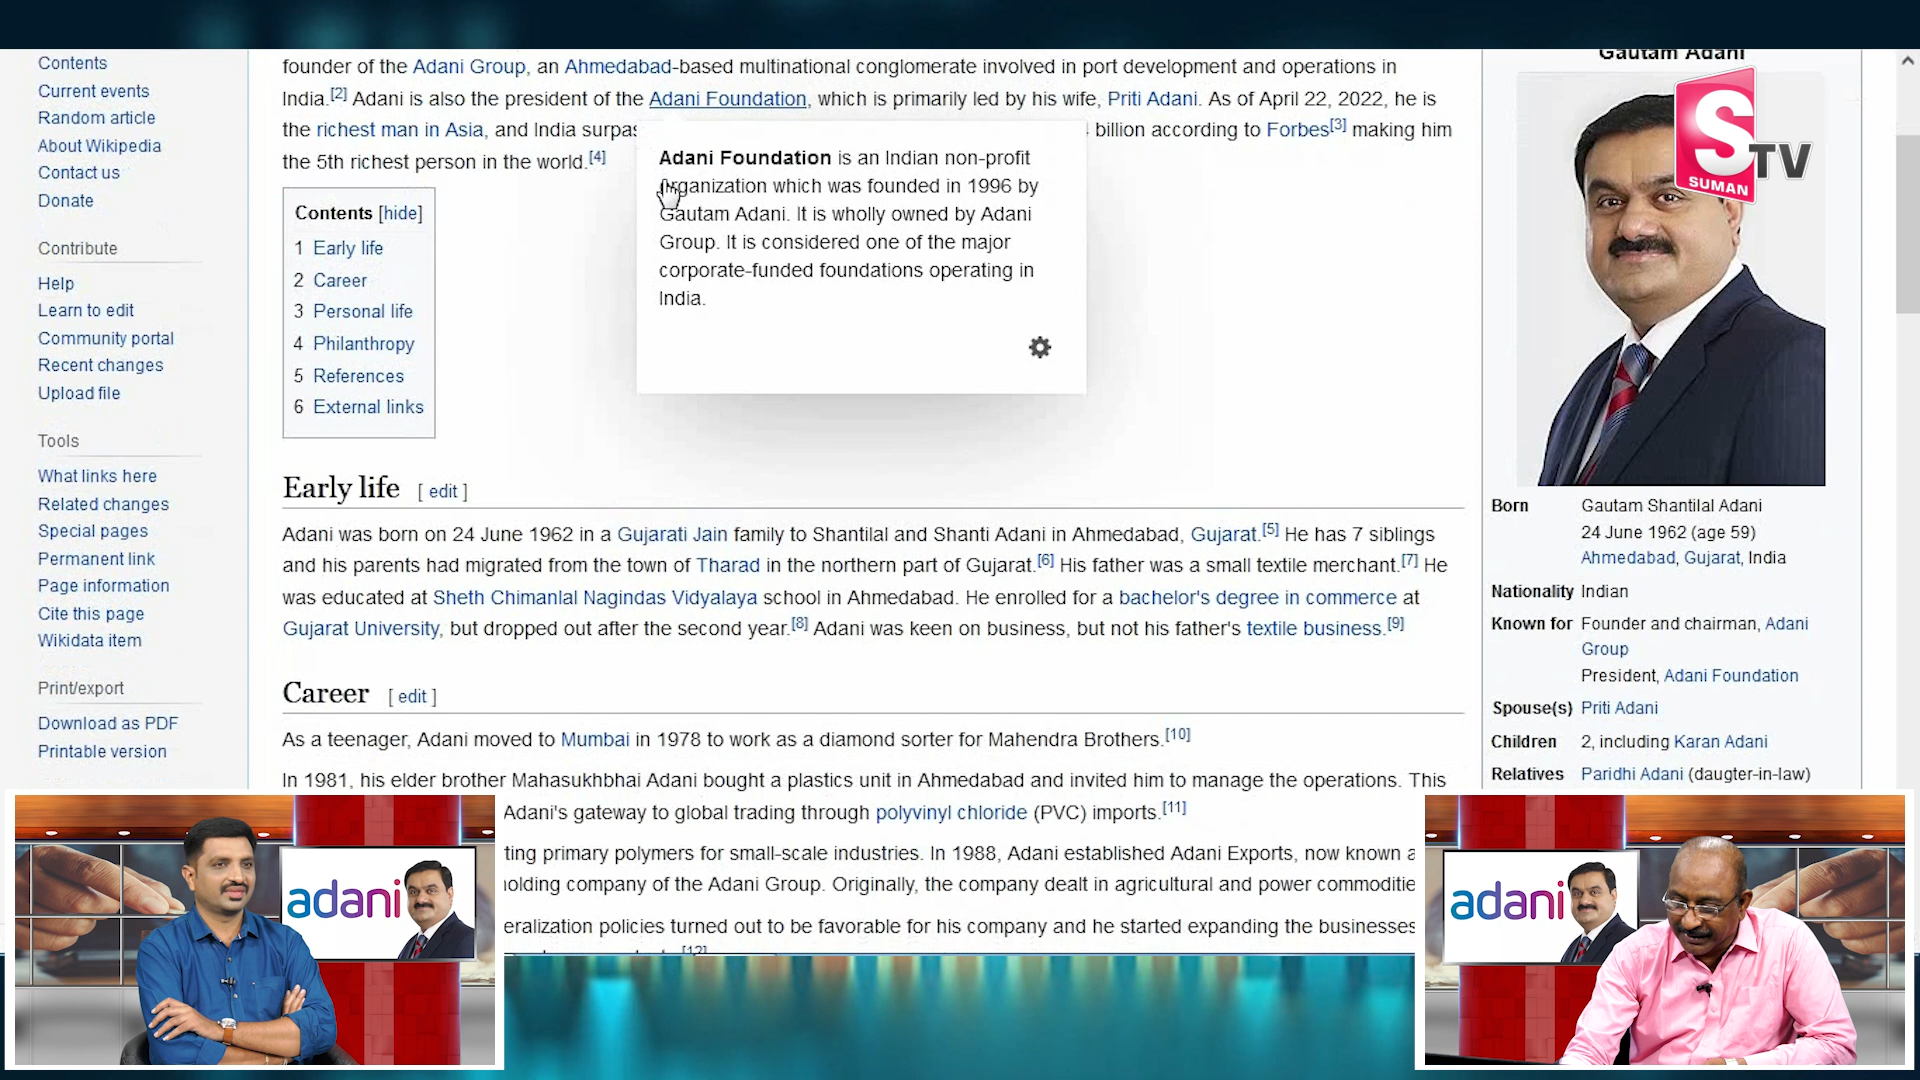 Contents
Current events
Random article
About Wikipedia
Contact us
Donate
Contribute
Help
Learn to edit
Community portal
Recent changes
Upload file
Tools
What links here
Related changes
Special pages
Permanent link
Page information
Cite this page
Wikidata item
Print/export
Download as PDF
Printable version
founder of the Adani Group, an Ahmedabad-based multinational conglomerate involved in port development and operations in
India.[2] Adani is also the president of the Adani Foundation, which is primarily led by his wife, Priti Adani. As of April 22, 2022, he is
the richest man in Asia, and India surpas billion according to Forbes[3] making him
the 5th richest person in the world.[4]
Adani Foundation is an Indian non-profit
organization which was founded in 1996 by
Gautam Adani. It is wholly owned by Adani
Group. It is considered one of the major
corporate-funded foundations operating in
India.
Contents [hide]
1 Early life
2 Career
3 Personal life
4 Philanthropy
5 References
6 External links
Early life [ edit ]
Adani was born on 24 June 1962 in a Gujarati Jain family to Shantilal and Shanti Adani in Ahmedabad, Gujarat.[5] He has 7 siblings
and his parents had migrated from the town of Tharad in the northern part of Gujarat.[6] His father was a small textile merchant.[7] He
was educated at Sheth Chimanlal Nagindas Vidyalaya school in Ahmedabad. He enrolled for a bachelor's degree in commerce at
Gujarat University, but dropped out after the second year.[8] Adani was keen on business, but not his father's textile business.[9]
Career [ edit ]
As a teenager, Adani moved to Mumbai in 1978 to work as a diamond sorter for Mahendra Brothers.[10]
In 1981, his elder brother Mahasukhbhai Adani bought a plastics unit in Ahmedabad and invited him to manage the operations. This
Adani's gateway to global trading through polyvinyl chloride (PVC) imports.[11]
ting primary polymers for small-scale industries. In 1988, Adani established Adani Exports, now known a
olding company of the Adani Group. Originally, the company dealt in agricultural and power commoditie
eralization policies turned out to be favorable for his company and he started expanding the businesses
[12]
Gautam Adani
S TV
SUMAN
Born Gautam Shantilal Adani
24 June 1962 (age 59)
Ahmedabad, Gujarat, India
Nationality Indian
Known for Founder and chairman, Adani
Group
President, Adani Foundation
Spouse(s) Priti Adani
Children 2, including Karan Adani
Relatives Paridhi Adani (daugter-in-law)
adani
adani